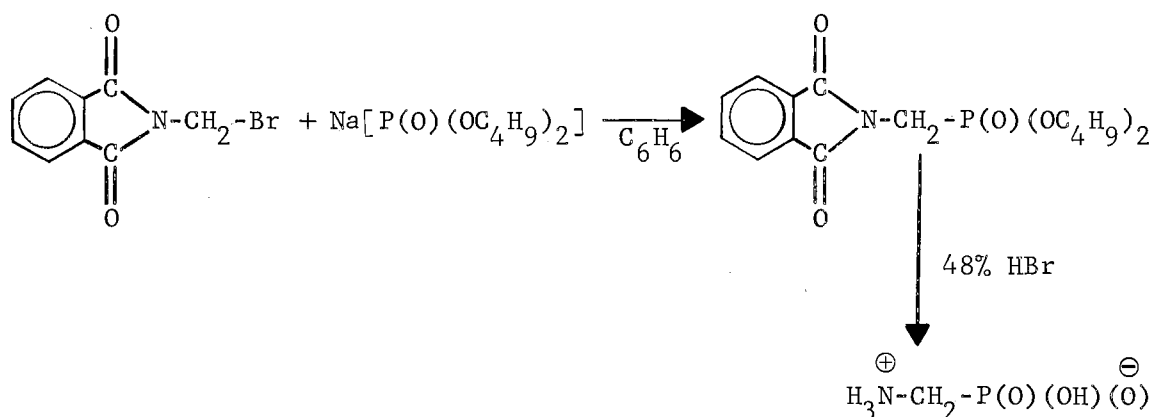 O O
C C
N-CH2-Br + Na[P(O)(OC4H9)2] C6H6 N-CH2-P(O)(OC4H9)2
C C
O O
48% HBr
⊕ ⊖
H3N-CH2-P(O)(OH)(O)